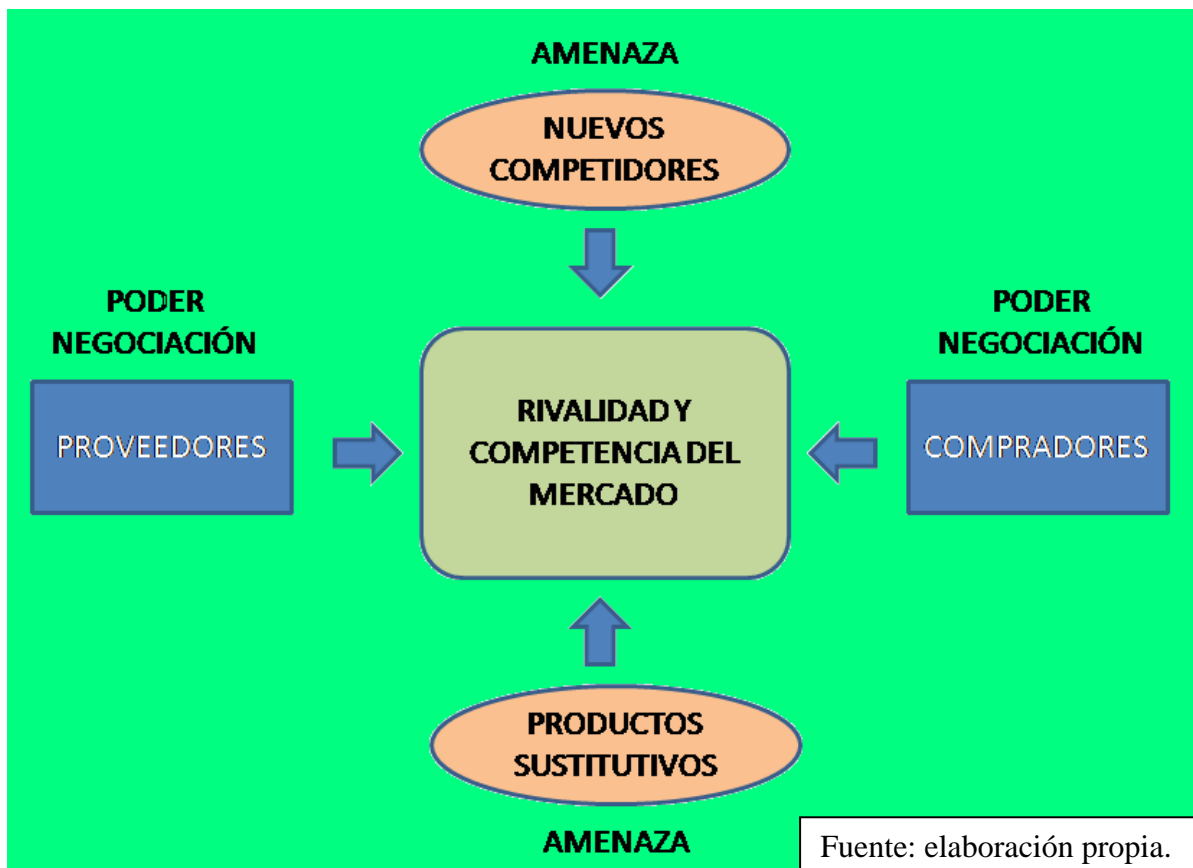 AMENAZA
NUEVOS
COMPETIDORES
PODER
NEGOCIACIÓN
PROVEEDORES
RIVALIDAD Y
COMPETENCIA DEL
MERCADO
PODER
NEGOCIACIÓN
COMPRADORES
PRODUCTOS
SUSTITUTIVOS
AMENAZA
Fuente: elaboración propia.